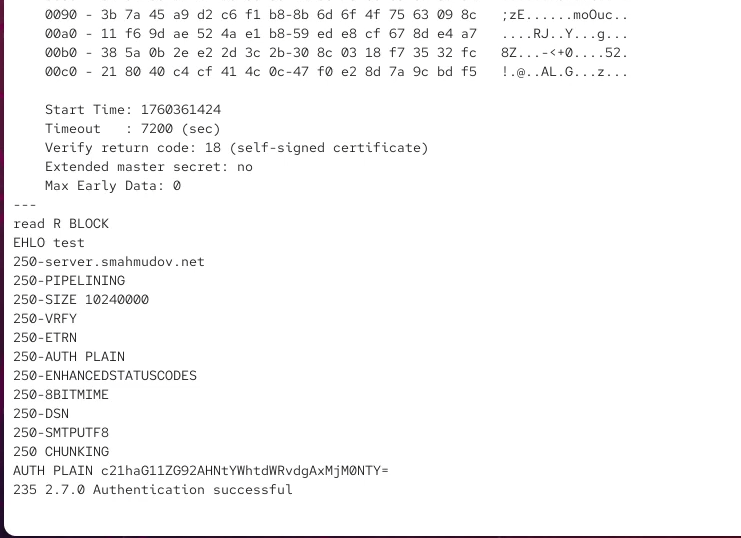 0090 - 3b 7a 45 a9 d2 c6 f1 b8-8b 6d 6f 4f 75 63 09 8c   ;zE......moOuc..
00a0 - 11 f6 9d ae 52 4a e1 b8-59 ed e8 cf 67 8d e4 a7   ....RJ..Y...g...
00b0 - 38 5a 0b 2e e2 2d 3c 2b-30 8c 03 18 f7 35 32 fc   8Z...-<+0....52.
00c0 - 21 80 40 c4 cf 41 4c 0c-47 f0 e2 8d 7a 9c bd f5   !.@..AL.G...z...
Start Time: 1760361424
Timeout   : 7200 (sec)
Verify return code: 18 (self-signed certificate)
Extended master secret: no
Max Early Data: 0
---
read R BLOCK
EHLO test
250-server.smahmudov.net
250-PIPELINING
250-SIZE 10240000
250-VRFY
250-ETRN
250-AUTH PLAIN
250-ENHANCEDSTATUSCODES
250-8BITMIME
250-DSN
250-SMTPUTF8
250 CHUNKING
AUTH PLAIN c21haG11ZG92AHNtYWhtdWRvdgAxMjM0NTY=
235 2.7.0 Authentication successful